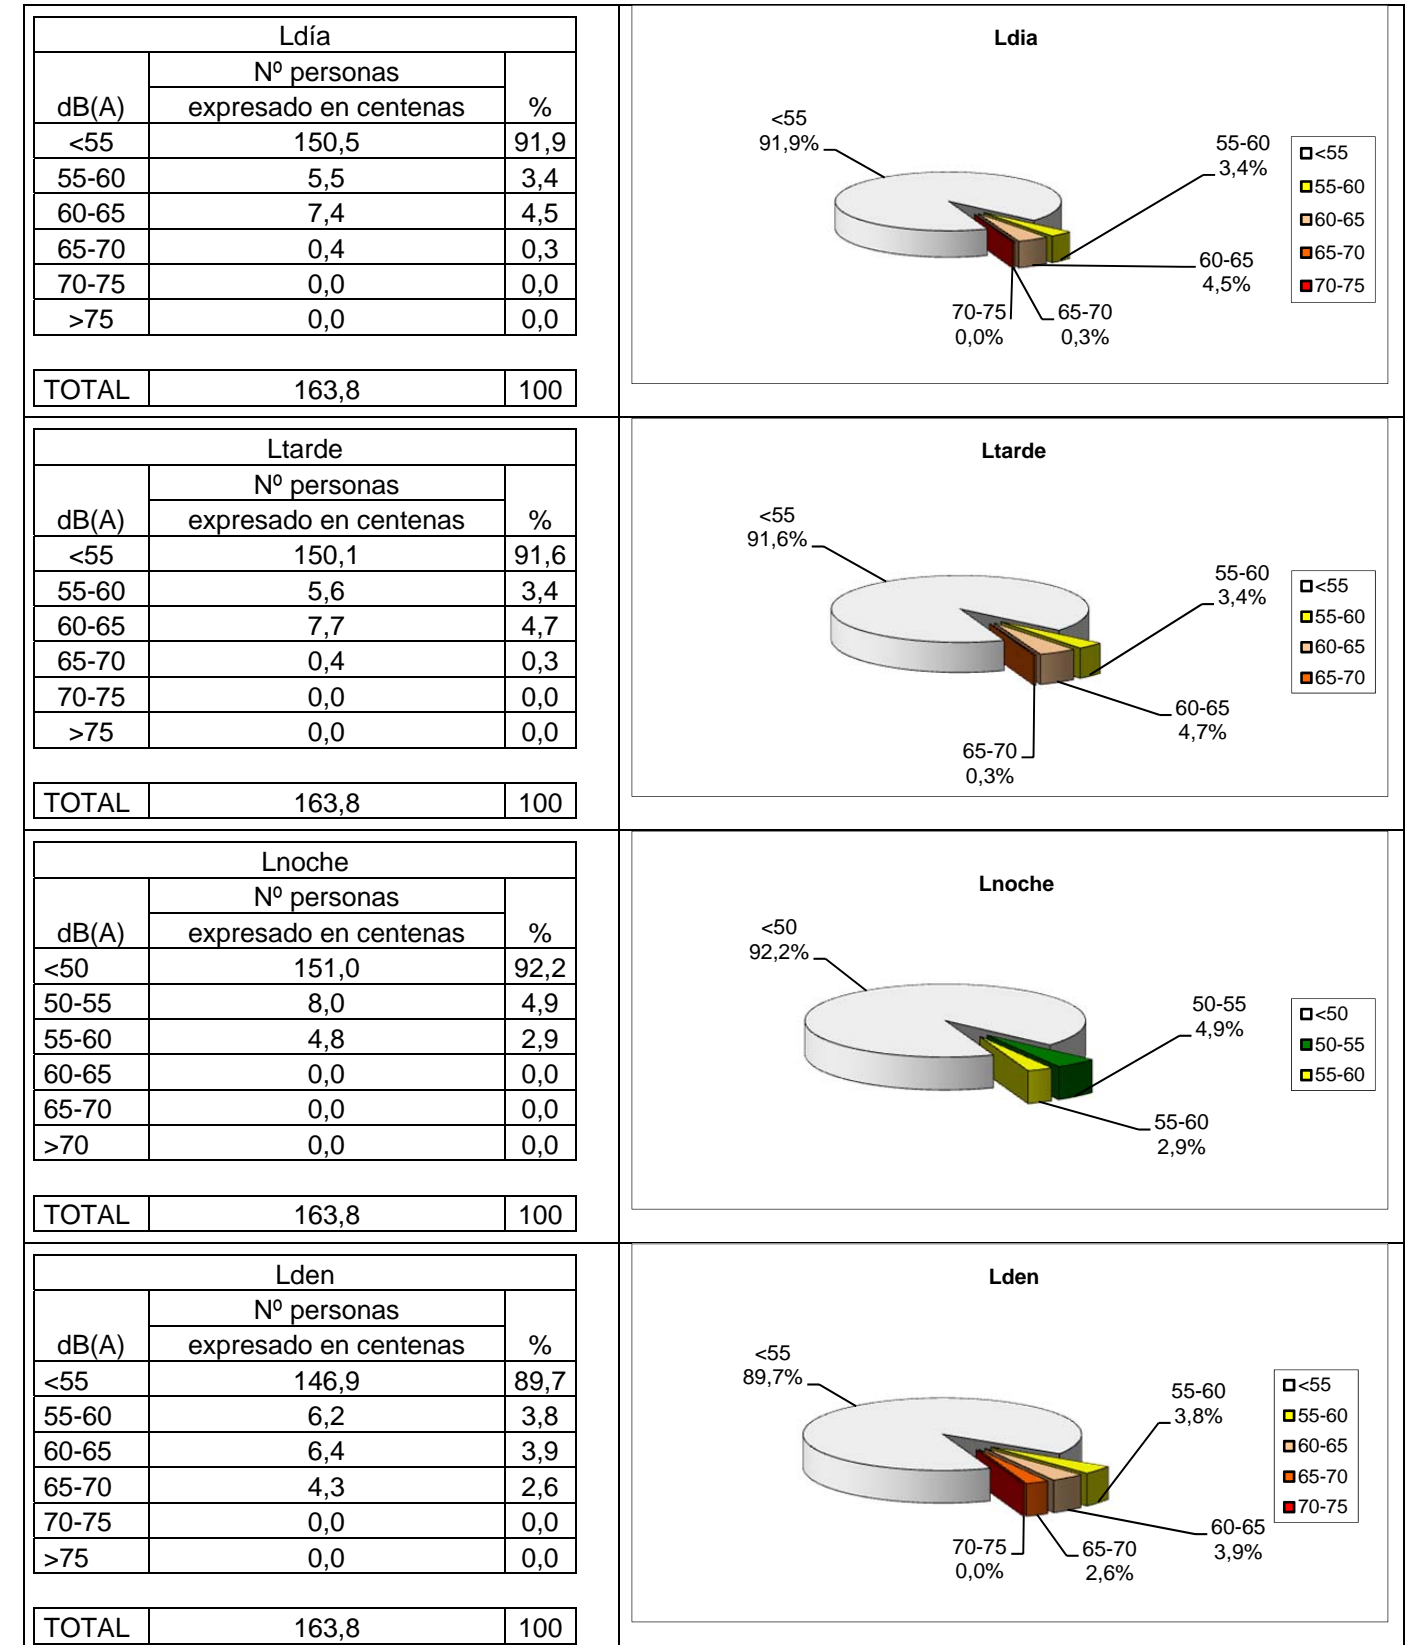 Ldía
Nº personas
dB(A) expresado en centenas %
<55 150,5 91,9
55-60 5,5 3,4
60-65 7,4 4,5
65-70 0,4 0,3
70-75 0,0 0,0
>75 0,0 0,0
TOTAL 163,8 100
Ldia
<55
91,9%
55-60
3,4%
60-65
4,5%
70-75
0,0%
65-70
0,3%
<55
55-60
60-65
65-70
70-75
Ltarde
Nº personas
dB(A) expresado en centenas %
<55 150,1 91,6
55-60 5,6 3,4
60-65 7,7 4,7
65-70 0,4 0,3
70-75 0,0 0,0
>75 0,0 0,0
TOTAL 163,8 100
Ltarde
<55
91,6%
55-60
3,4%
60-65
4,7%
65-70
0,3%
<55
55-60
60-65
65-70
Lnoche
Nº personas
dB(A) expresado en centenas %
<50 151,0 92,2
50-55 8,0 4,9
55-60 4,8 2,9
60-65 0,0 0,0
65-70 0,0 0,0
>70 0,0 0,0
TOTAL 163,8 100
Lnoche
<50
92,2%
50-55
4,9%
55-60
2,9%
<50
50-55
55-60
Lden
Nº personas
dB(A) expresado en centenas %
<55 146,9 89,7
55-60 6,2 3,8
60-65 6,4 3,9
65-70 4,3 2,6
70-75 0,0 0,0
>75 0,0 0,0
TOTAL 163,8 100
Lden
<55
89,7%
55-60
3,8%
60-65
3,9%
70-75
0,0%
65-70
2,6%
<55
55-60
60-65
65-70
70-75